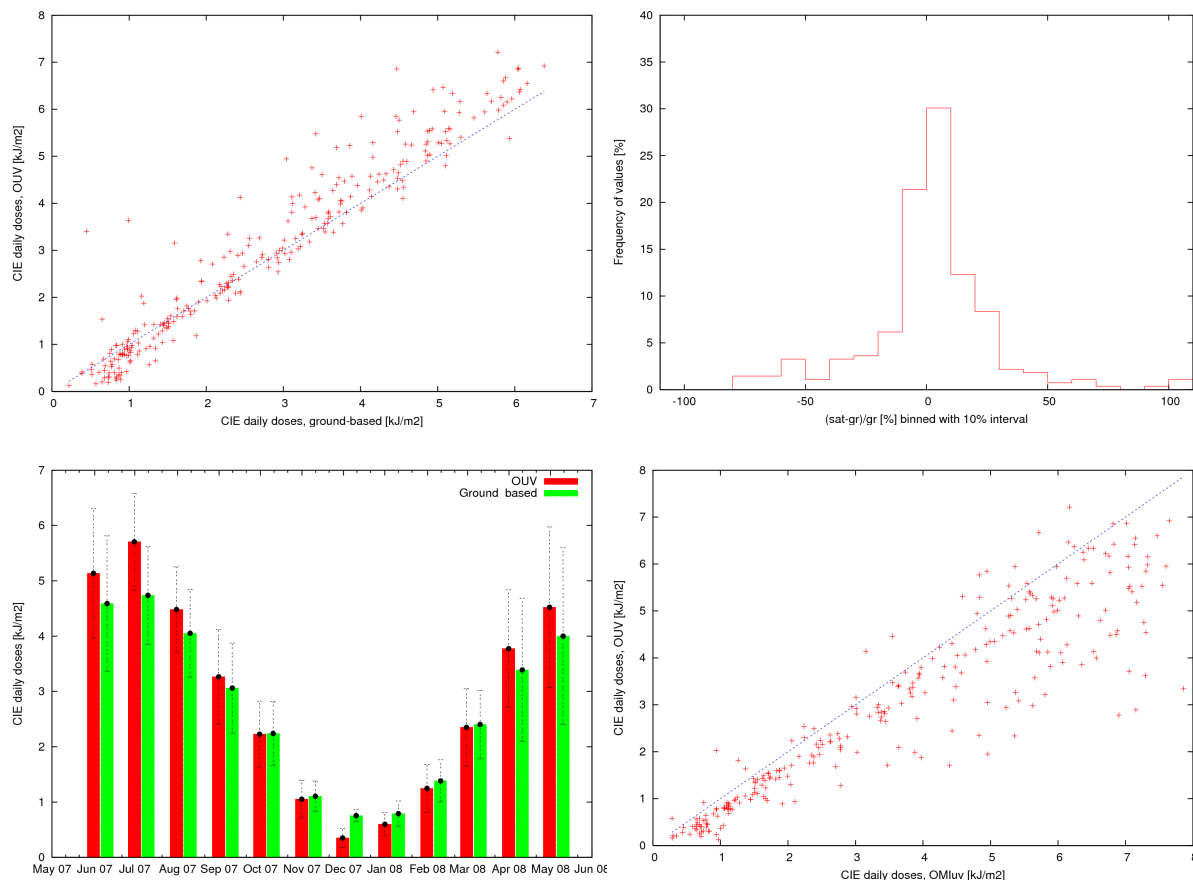 8
7
6
5
4
3
2
1
0
CIE daily doses, OUV [kJ/m2]
0 1 2 3 4 5 6 7
CIE daily doses, ground-based [kJ/m2]
40
35
30
25
20
15
10
5
0
Frequency of values [%]
-100 -50 0 50 100
(sat-gr)/gr [%] binned with 10% interval
7
6
5
4
3
2
1
0
CIE daily doses [kJ/m2]
OUV
Ground based
May 07 Jun 07 Jul 07 Aug 07 Sep 07 Oct 07 Nov 07 Dec 07 Jan 08 Feb 08 Mar 08 Apr 08 May 08 Jun 08
8
7
6
5
4
3
2
1
0
CIE daily doses, OUV [kJ/m2]
0 1 2 3 4 5 6 7 8
CIE daily doses, OMIuv [kJ/m2]